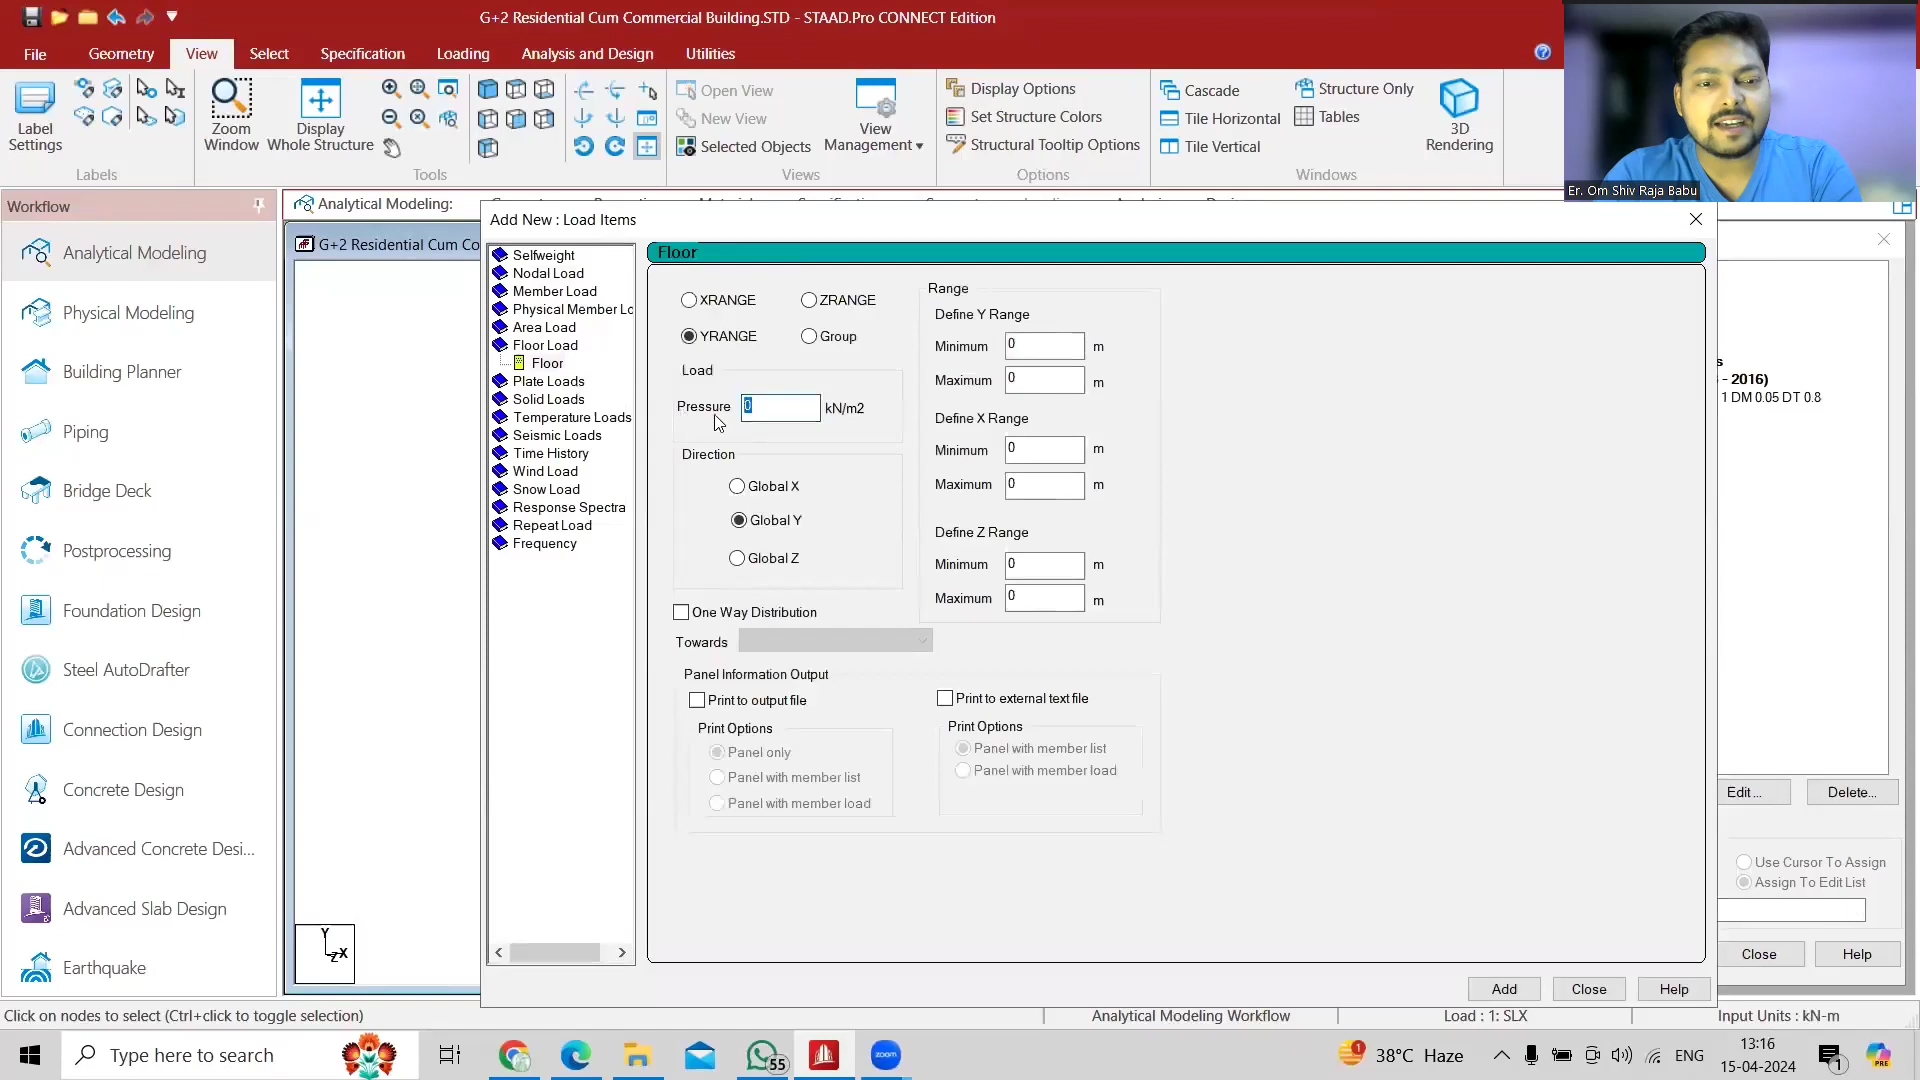 G+2 Residential Cum Commercial Building.STD - STAAD.Pro CONNECT Edition
File Geometry View Select Specification Loading Analysis and Design Utilities
Label Settings
Labels
Zoom Window
Display Whole Structure
Tools
Open View
New View
Selected Objects
View Management
Views
Display Options
Set Structure Colors
Structural Tooltip Options
Options
Cascade
Tile Horizontal
Tile Vertical
Structure Only
Tables
3D Rendering
Windows
Er. Om Shiv Raja Babu
Workflow
Analytical Modeling
Physical Modeling
Building Planner
Piping
Bridge Deck
Postprocessing
Foundation Design
Steel AutoDrafter
Connection Design
Concrete Design
Advanced Concrete Desi...
Advanced Slab Design
Earthquake
Analytical Modeling:
G+2 Residential Cum Co
Y
Z X
Add New : Load Items
Selfweight
Nodal Load
Member Load
Physical Member Lo
Area Load
Floor Load
Floor
Plate Loads
Solid Loads
Temperature Loads
Seismic Loads
Time History
Wind Load
Snow Load
Response Spectra
Repeat Load
Frequency
Floor
XRANGE ZRANGE
YRANGE Group
Load
Pressure 0 kN/m2
Direction
Global X
Global Y
Global Z
One Way Distribution
Towards
Range
Define Y Range
Minimum 0 m
Maximum 0 m
Define X Range
Minimum 0 m
Maximum 0 m
Define Z Range
Minimum 0 m
Maximum 0 m
Panel Information Output
Print to output file
Print Options
Panel only
Panel with member list
Panel with member load
Print to external text file
Print Options
Panel with member list
Panel with member load
Add Close Help
- 2016)
1 DM 0.05 DT 0.8
Edit... Delete...
Use Cursor To Assign
Assign To Edit List
Close Help
Click on nodes to select (Ctrl+click to toggle selection) Analytical Modeling Workflow Load : 1: SLX Input Units : kN-m
Type here to search
55
zoom
1
38°C Haze
ENG
13:16
15-04-2024
1
PRE